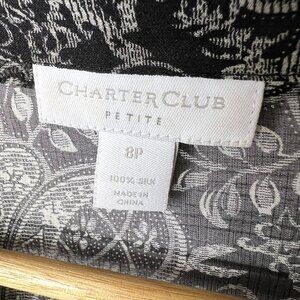 CHARTER CLUB
PETITE
8P
100% SILK
MADE IN
CHINA